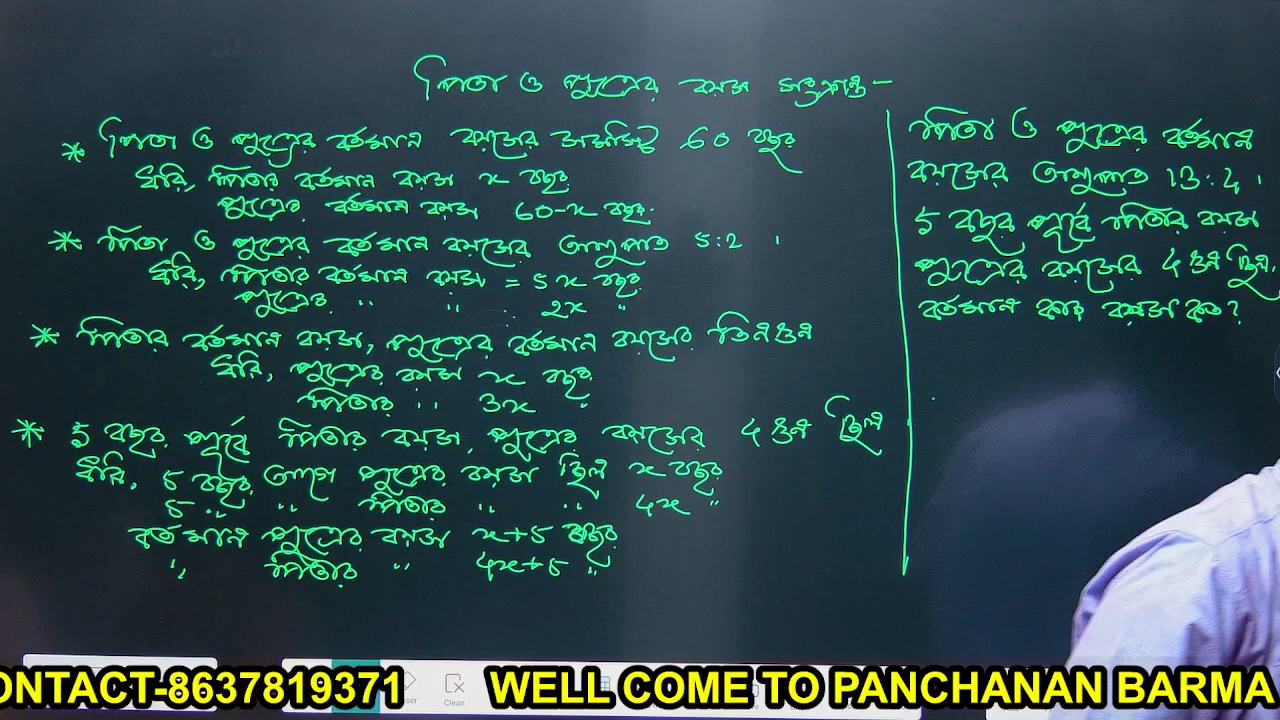 পিতা ও পুত্রের বয়স সংক্রান্ত -
* পিতা ও পুত্রের বর্তমান বয়সের সমষ্টি 60 বছর
ধরি, পিতার বর্তমান বয়স x বছর
পুত্রের বর্তমান বয়স 60-x বছর.
* পিতা ও পুত্রের বর্তমান বয়সের অনুপাত 5:2 ।
ধরি, পিতার বর্তমান বয়স = 5x বছর
পুত্রের " " 2x "
* পিতার বর্তমান বয়স, পুত্রের বর্তমান বয়সের তিনগুন
ধরি, পুত্রের বয়স x বছর
পিতার " 3x "
* 5 বছর পূর্বে পিতার বয়স পুত্রের বয়সের 4 গুন ছিল
ধরি, 5 বছর আগে পুত্রের বয়স ছিল x বছর
5 " " পিতার " " 4x "
বর্তমান পুত্রের বয়স x+5 বছর
" পিতার " 4x+5 "
পিতা ও পুত্রের বর্তমান
বয়সের অনুপাত 13:4 ।
5 বছর পূর্বে পিতার বয়স
পুত্রের বয়সের 4 গুন ছিল.
বর্তমান কার বয়স কত?
Clean
ONTACT-8637819371 WELL COME TO PANCHANAN BARMA